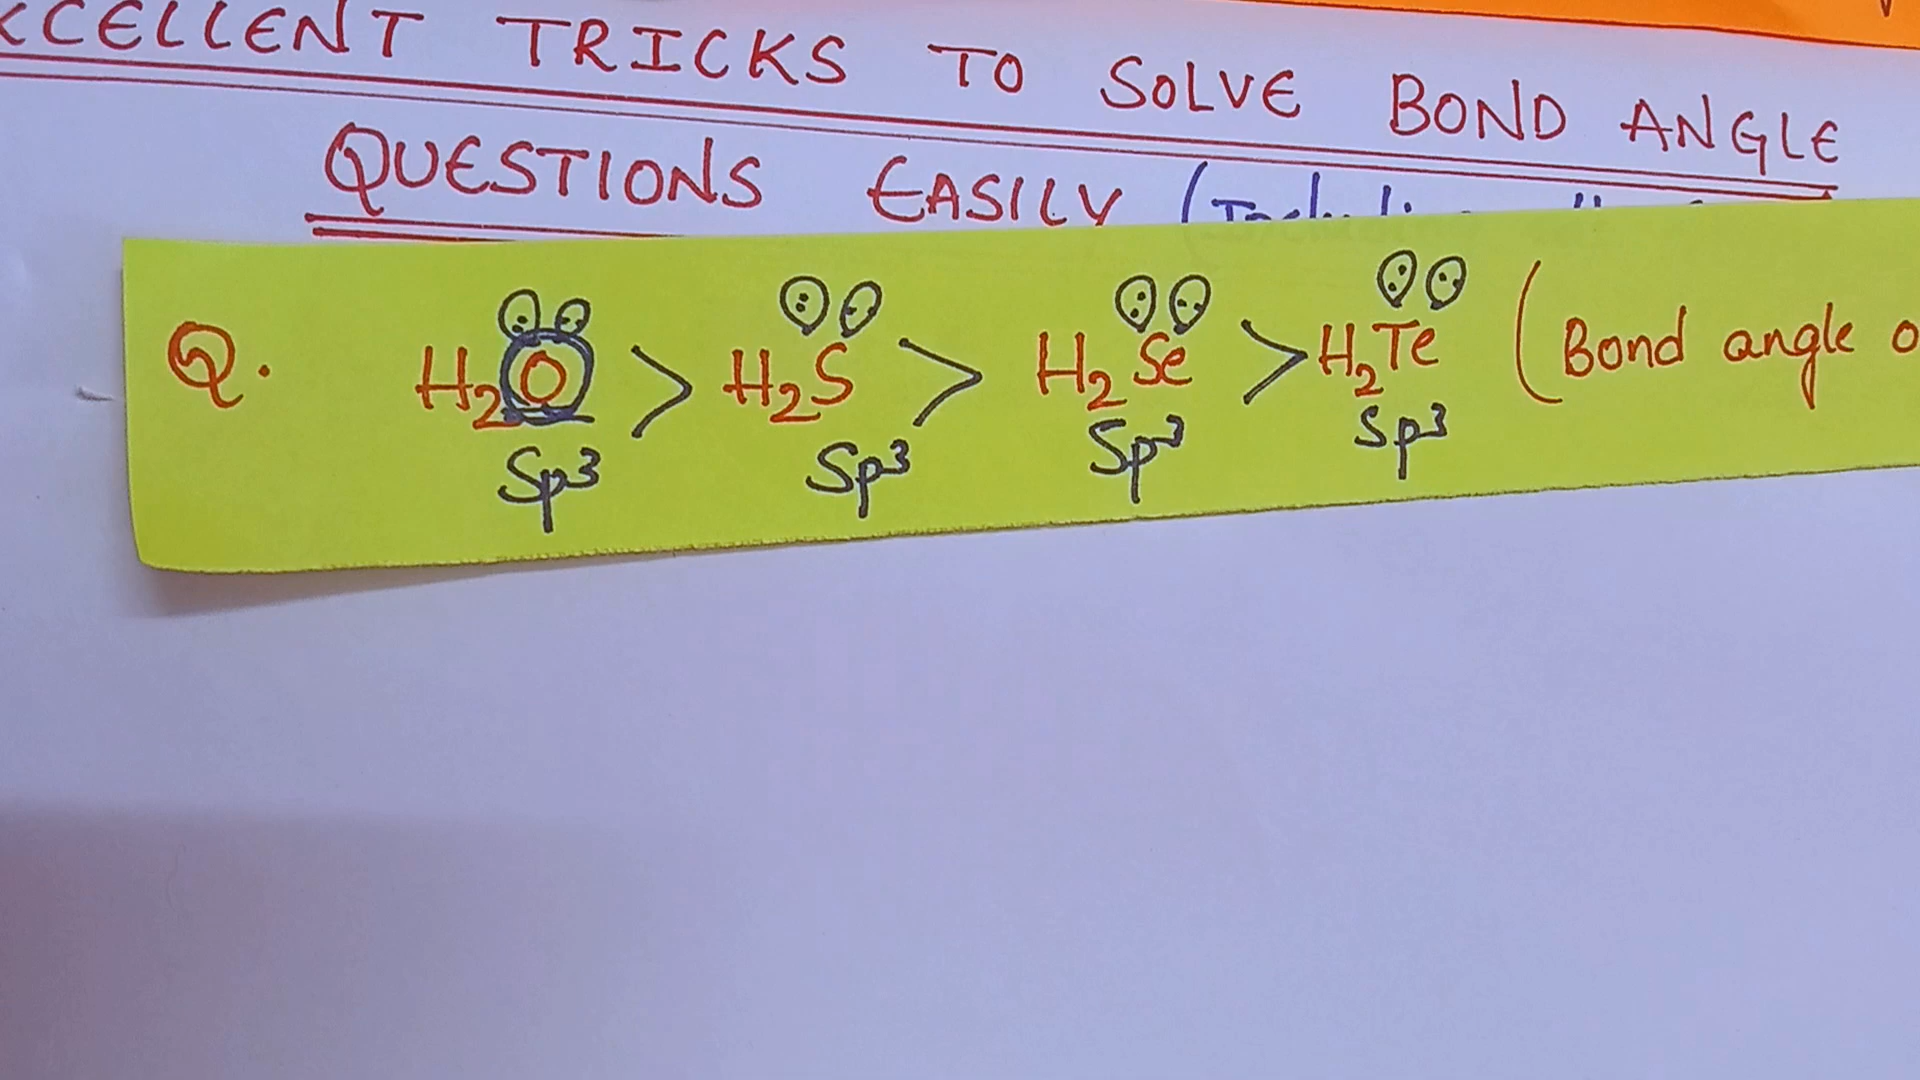 EXCELLENT TRICKS TO SOLVE BOND ANGLE
QUESTIONS EASILY (
Q. H₂O > H₂S > H₂Se > H₂Te (Bond angle
Sp³ Sp³ Sp³ Sp³